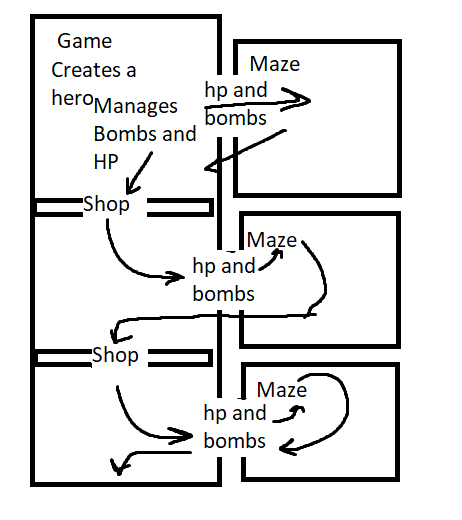 Game
Creates a
hero
Manages
Bombs and
HP
Maze
hp and
bombs
Shop
Maze
hp and
bombs
Shop
Maze
hp and
bombs